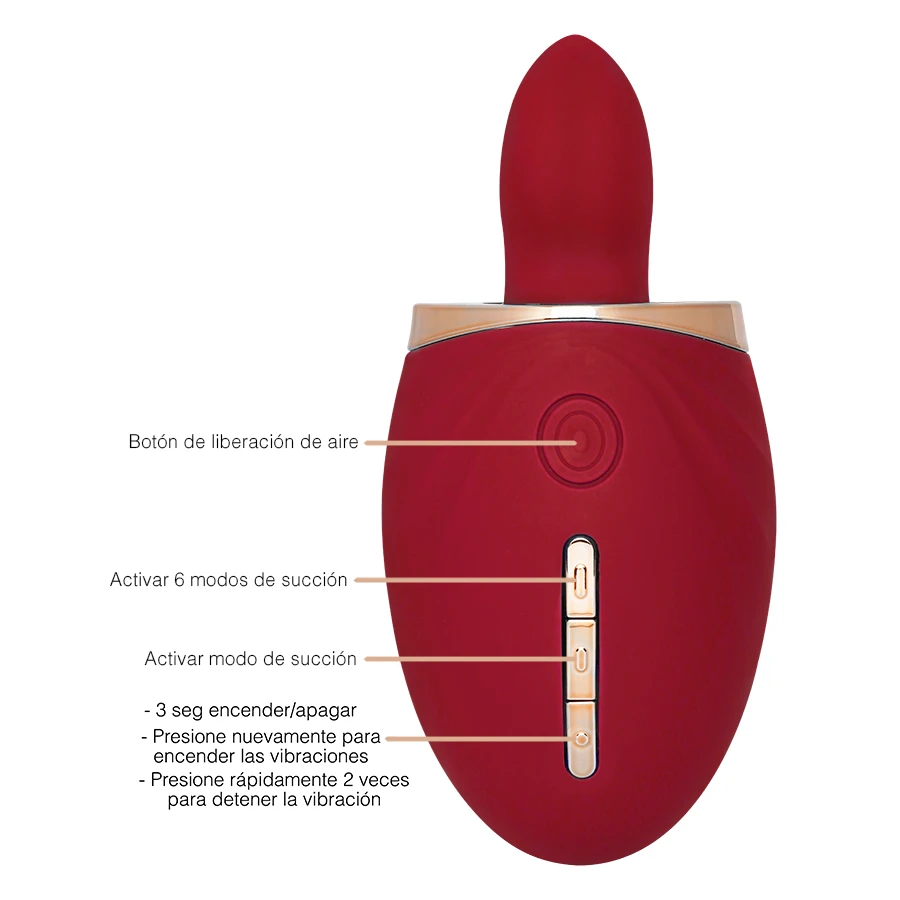 Botón de liberación de aire
Activar 6 modos de succión
Activar modo de succión
- 3 seg encender/apagar
- Presione nuevamente para
encender las vibraciones
- Presione rápidamente 2 veces
para detener la vibración